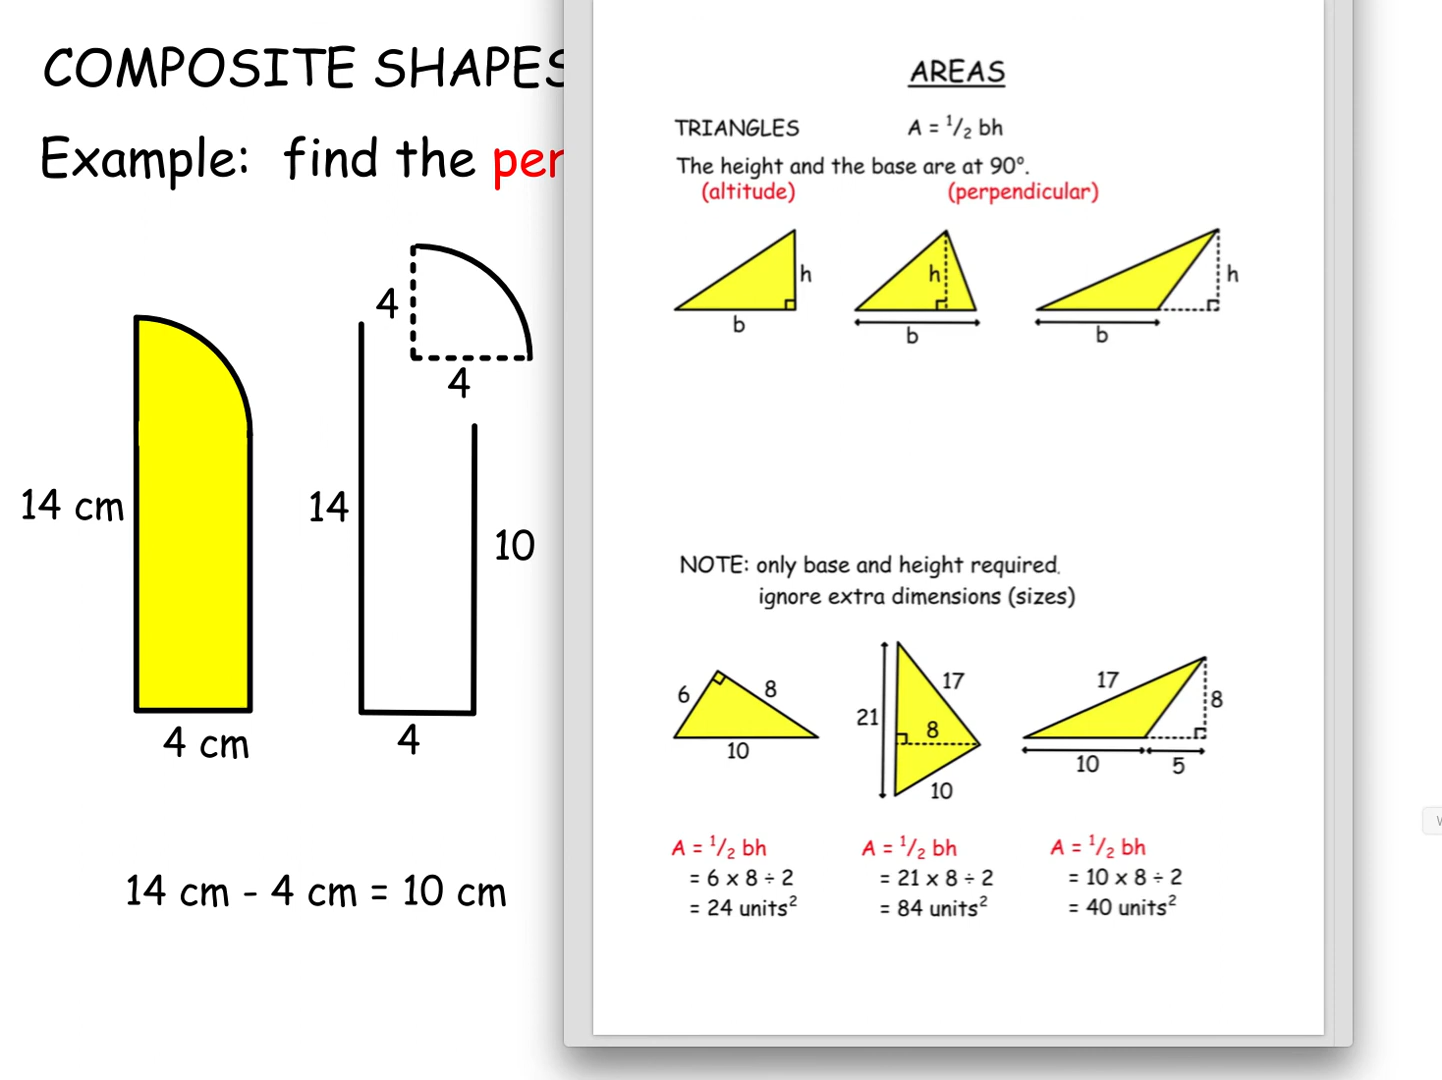 COMPOSITE SHAPES
Example: find the per
4
4
14 cm
14
10
4 cm
4
14 cm - 4 cm = 10 cm
AREAS
TRIANGLES A = 1/2 bh
The height and the base are at 90º.
(altitude) (perpendicular)
h
b
h
b
h
b
NOTE: only base and height required.
ignore extra dimensions (sizes)
6
8
10
21
17
8
10
17
8
10
5
A = 1/2 bh
= 6 x 8 ÷ 2
= 24 units²
A = 1/2 bh
= 21 x 8 ÷ 2
= 84 units²
A = 1/2 bh
= 10 x 8 ÷ 2
= 40 units²